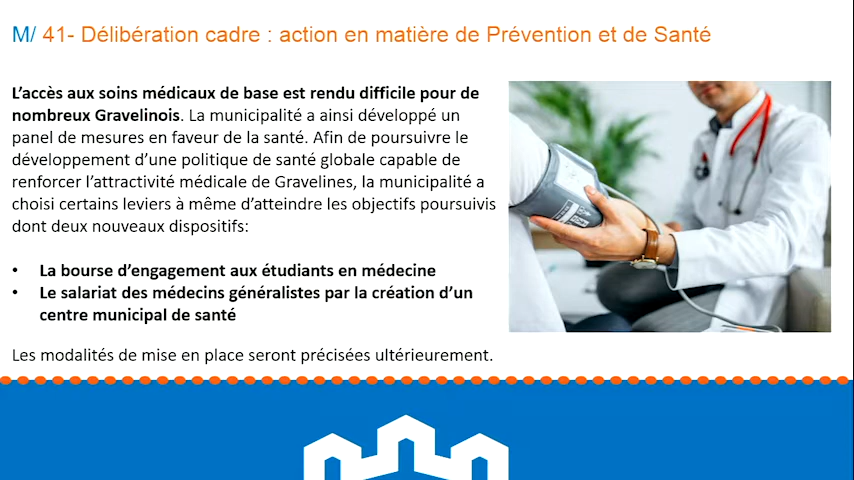 M/ 41- Délibération cadre : action en matière de Prévention et de Santé
L'accès aux soins médicaux de base est rendu difficile pour de
nombreux Gravelinois. La municipalité a ainsi développé un
panel de mesures en faveur de la santé. Afin de poursuivre le
développement d'une politique de santé globale capable de
renforcer l'attractivité médicale de Gravelines, la municipalité a
choisi certains leviers à même d'atteindre les objectifs poursuivis
dont deux nouveaux dispositifs:
• La bourse d'engagement aux étudiants en médecine
• Le salariat des médecins généralistes par la création d'un
centre municipal de santé
Les modalités de mise en place seront précisées ultérieurement.